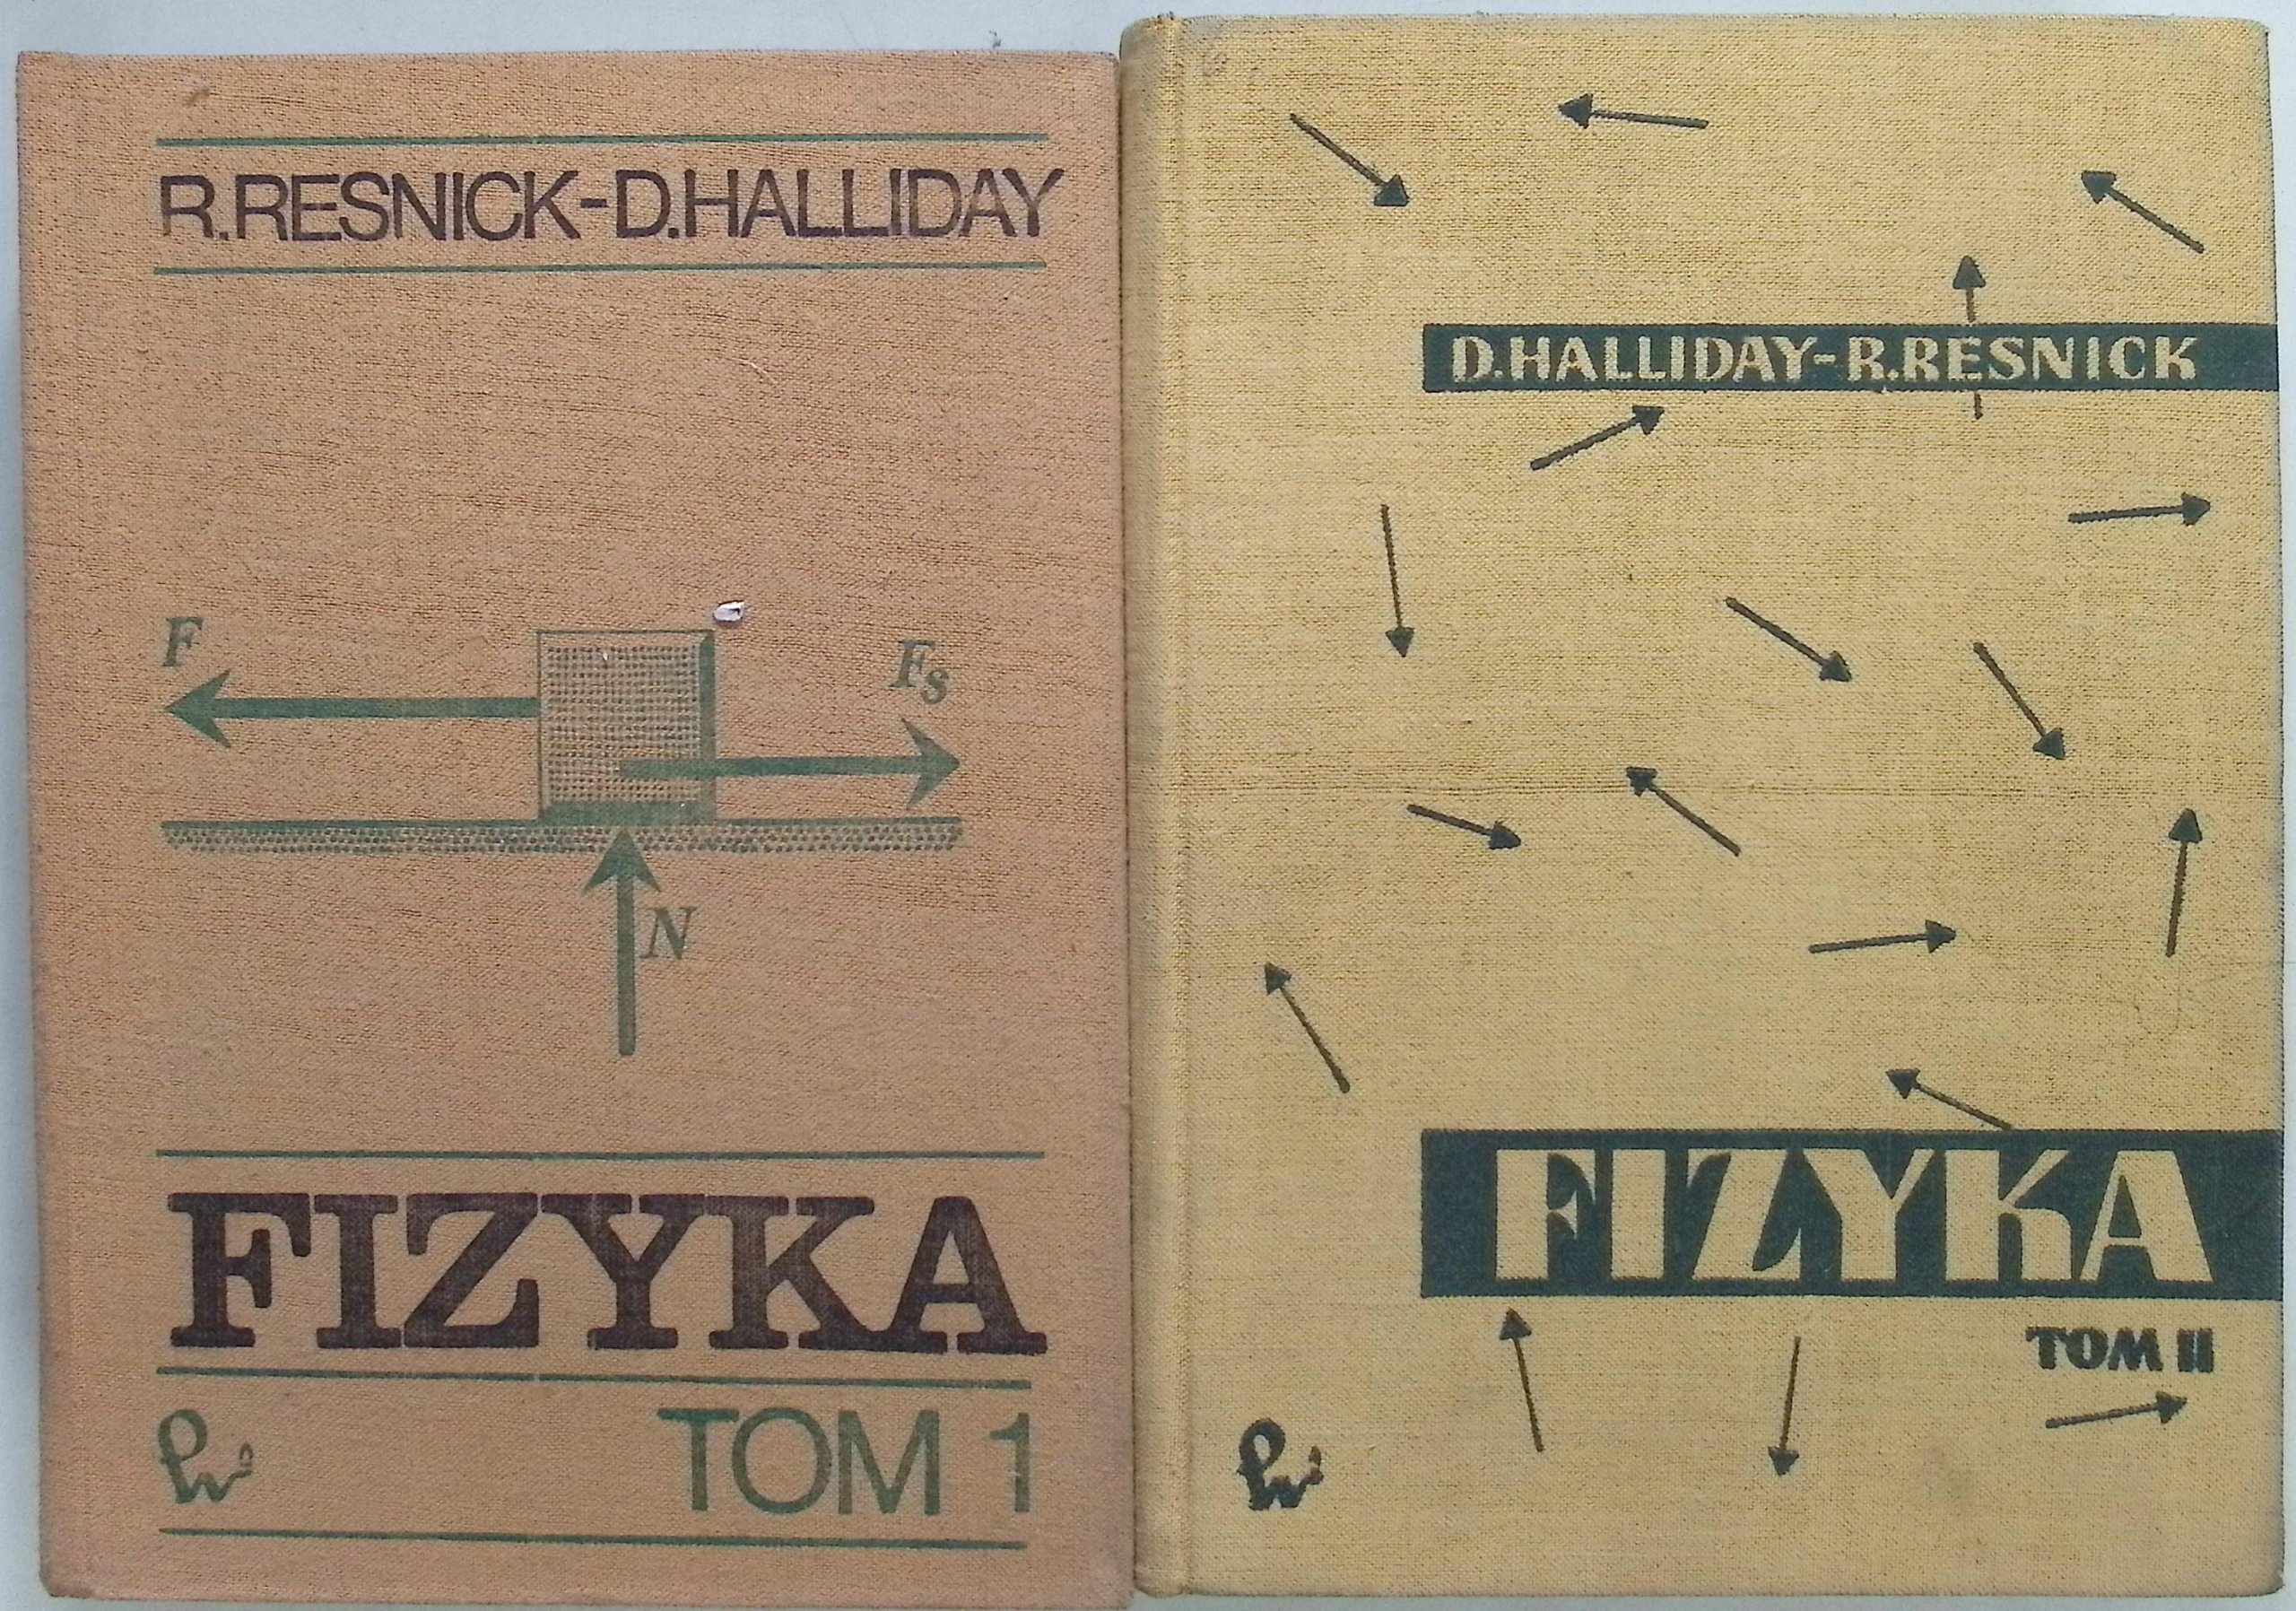 R.RESNICK-D.HALLIDAY
F
Fs
N
FIZYKA
TOM 1
D.HALLIDAY-R.RESNICK
FIZYKA
TOM II